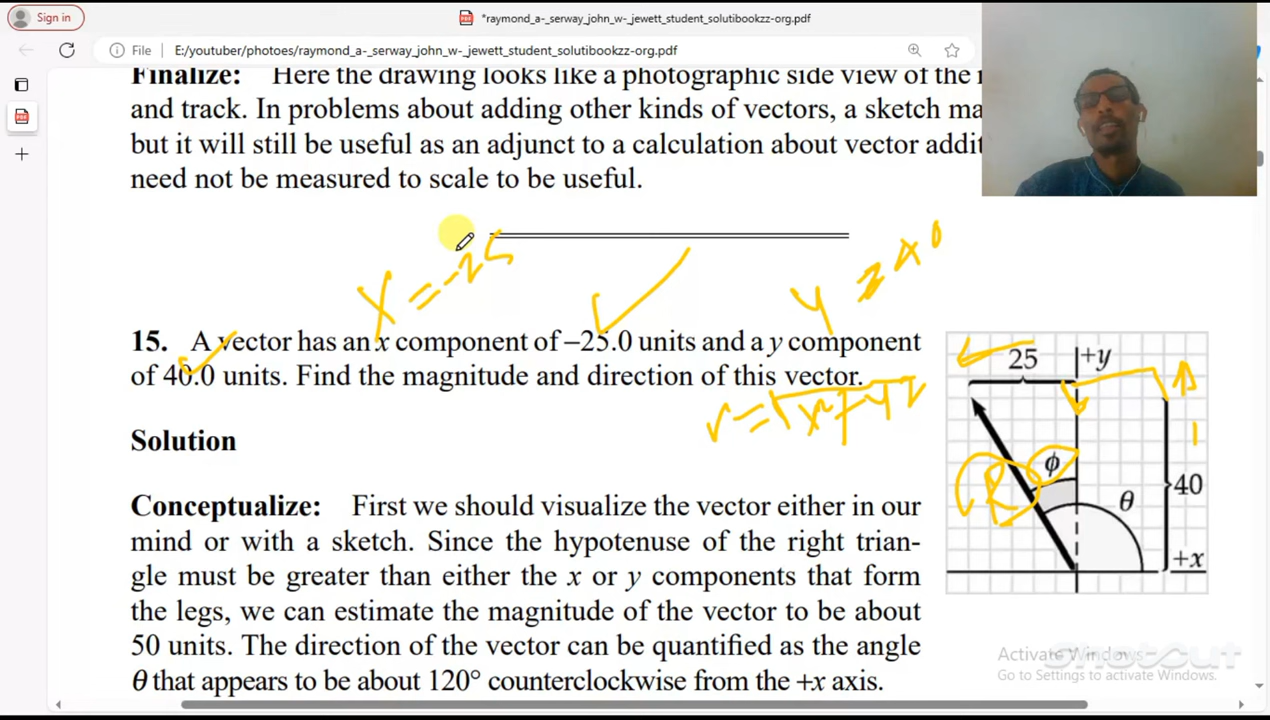 Sign in
*raymond_a-_serway_john_w-_jewett_student_solutibookzz-org.pdf
File E:/youtuber/photoes/raymond_a-_serway_john_w-_jewett_student_solutibookzz-org.pdf
Finalize: Here the drawing looks like a photographic side view of the
and track. In problems about adding other kinds of vectors, a sketch
but it will still be useful as an adjunct to a calculation about vector
need not be measured to scale to be useful.
X = -25
y = 40
15. A vector has an x component of −25.0 units and a y component
of 40.0 units. Find the magnitude and direction of this vector.
r = √x²+y²
Solution
Conceptualize: First we should visualize the vector either in our
mind or with a sketch. Since the hypotenuse of the right trian-
gle must be greater than either the x or y components that form
the legs, we can estimate the magnitude of the vector to be about
50 units. The direction of the vector can be quantified as the angle
θ that appears to be about 120° counterclockwise from the +x axis.
25 +y
R ϕ θ 40
+x
Activate Windows
Go to Settings to activate Windows.